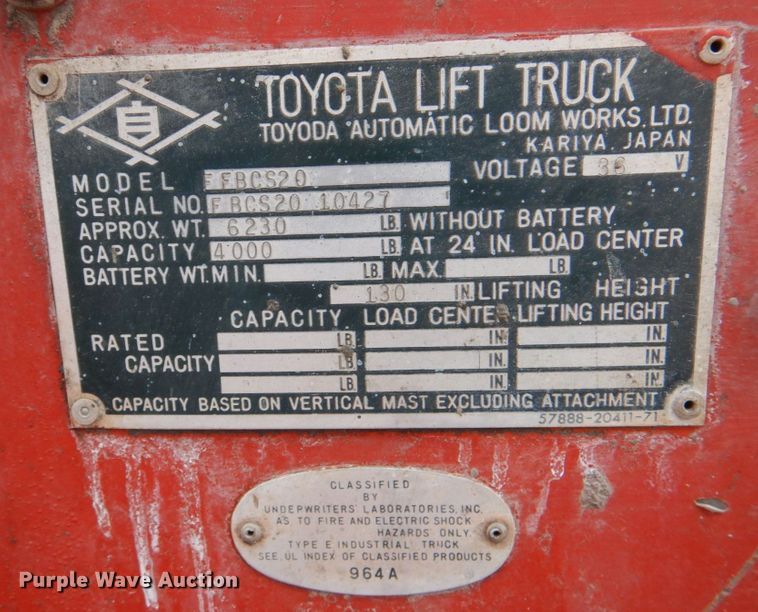 自
TOYOTA LIFT TRUCK
TOYODA AUTOMATIC LOOM WORKS, LTD.
KARIYA, JAPAN
MODEL FBCS20 VOLTAGE 36 V
SERIAL NO. FBCS20 10427
APPROX. WT. 6230 LB. WITHOUT BATTERY
CAPACITY 4000 LB. AT 24 IN. LOAD CENTER
BATTERY WT. MIN. LB. MAX. LB.
130 IN. LIFTING HEIGHT
CAPACITY LOAD CENTER LIFTING HEIGHT
RATED CAPACITY LB. IN. IN.
LB. IN. IN.
LB. IN. IN.
CAPACITY BASED ON VERTICAL MAST EXCLUDING ATTACHMENT
57888-20411-71
CLASSIFIED
BY
UNDERWRITERS' LABORATORIES, INC.
AS TO FIRE AND ELECTRIC SHOCK
HAZARDS ONLY.
TYPE E INDUSTRIAL TRUCK
SEE UL INDEX OF CLASSIFIED PRODUCTS
964A
Purple Wave Auction